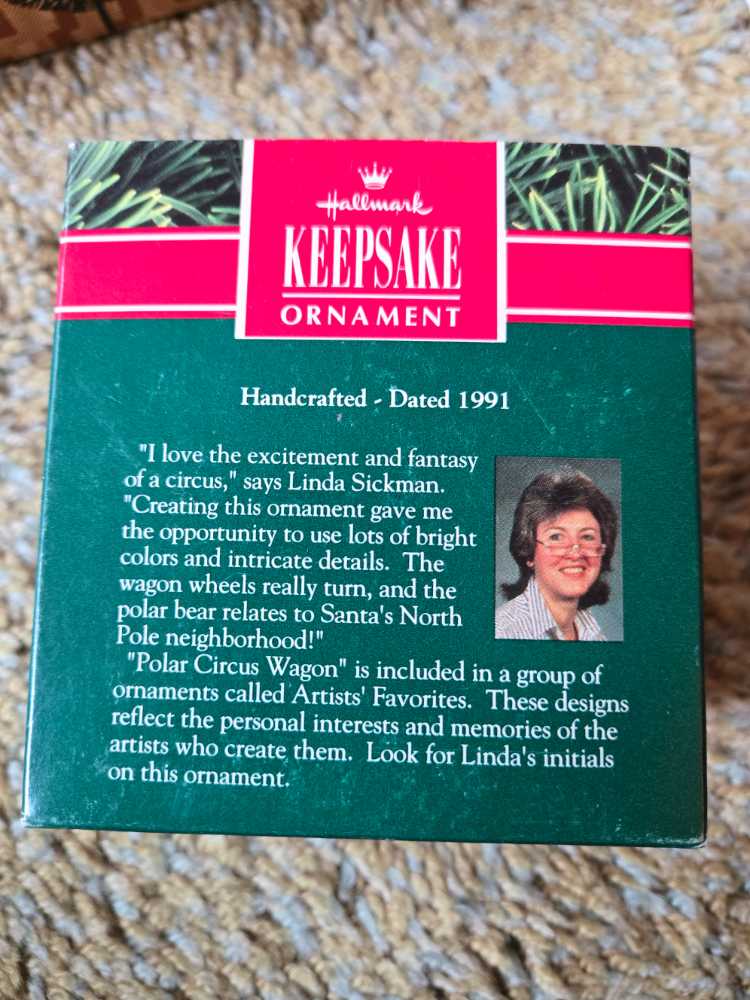 Hallmark
KEEPSAKE
ORNAMENT
Handcrafted - Dated 1991
"I love the excitement and fantasy
of a circus," says Linda Sickman.
"Creating this ornament gave me
the opportunity to use lots of bright
colors and intricate details. The
wagon wheels really turn, and the
polar bear relates to Santa's North
Pole neighborhood!"
"Polar Circus Wagon" is included in a group of
ornaments called Artists' Favorites. These designs
reflect the personal interests and memories of the
artists who create them. Look for Linda's initials
on this ornament.